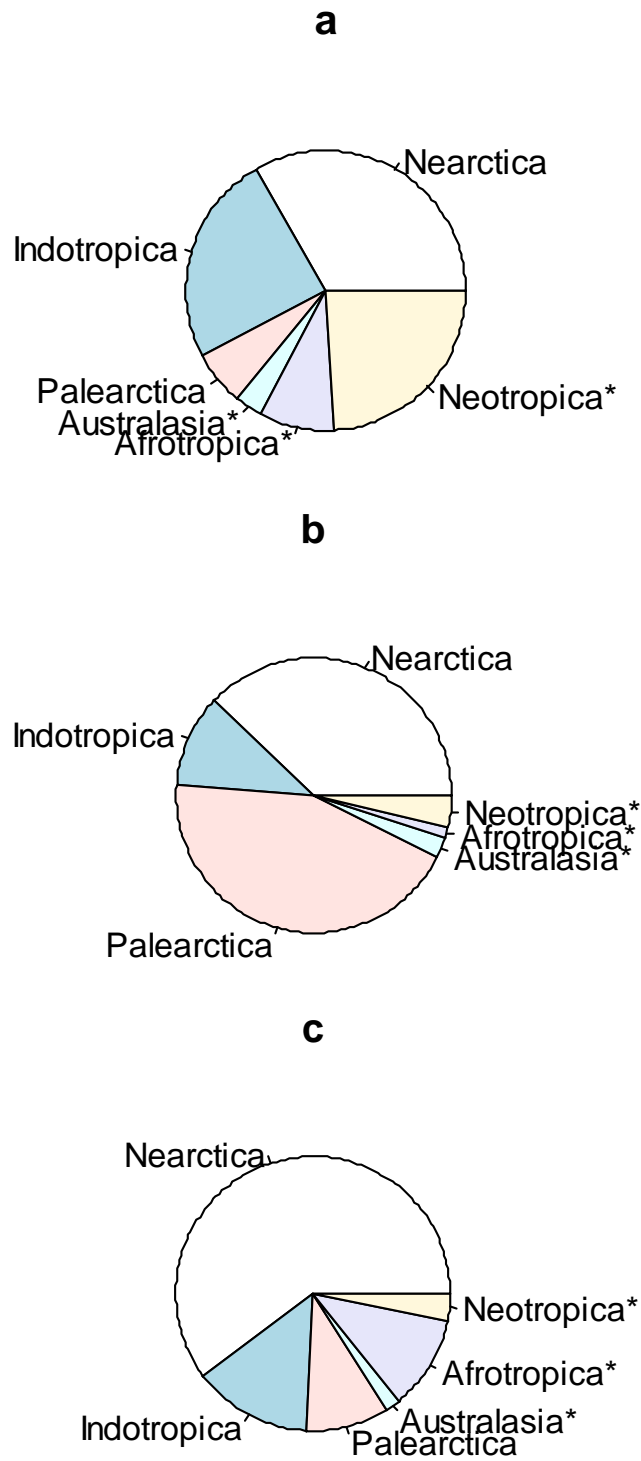 a
Nearctica
Indotropica
Palearctica
Australasia*
Afrotropica*
Neotropica*
b
Nearctica
Indotropica
Neotropica*
Afrotropica*
Australasia*
Palearctica
c
Nearctica
Neotropica*
Afrotropica*
Australasia*
Indotropica
Palearctica